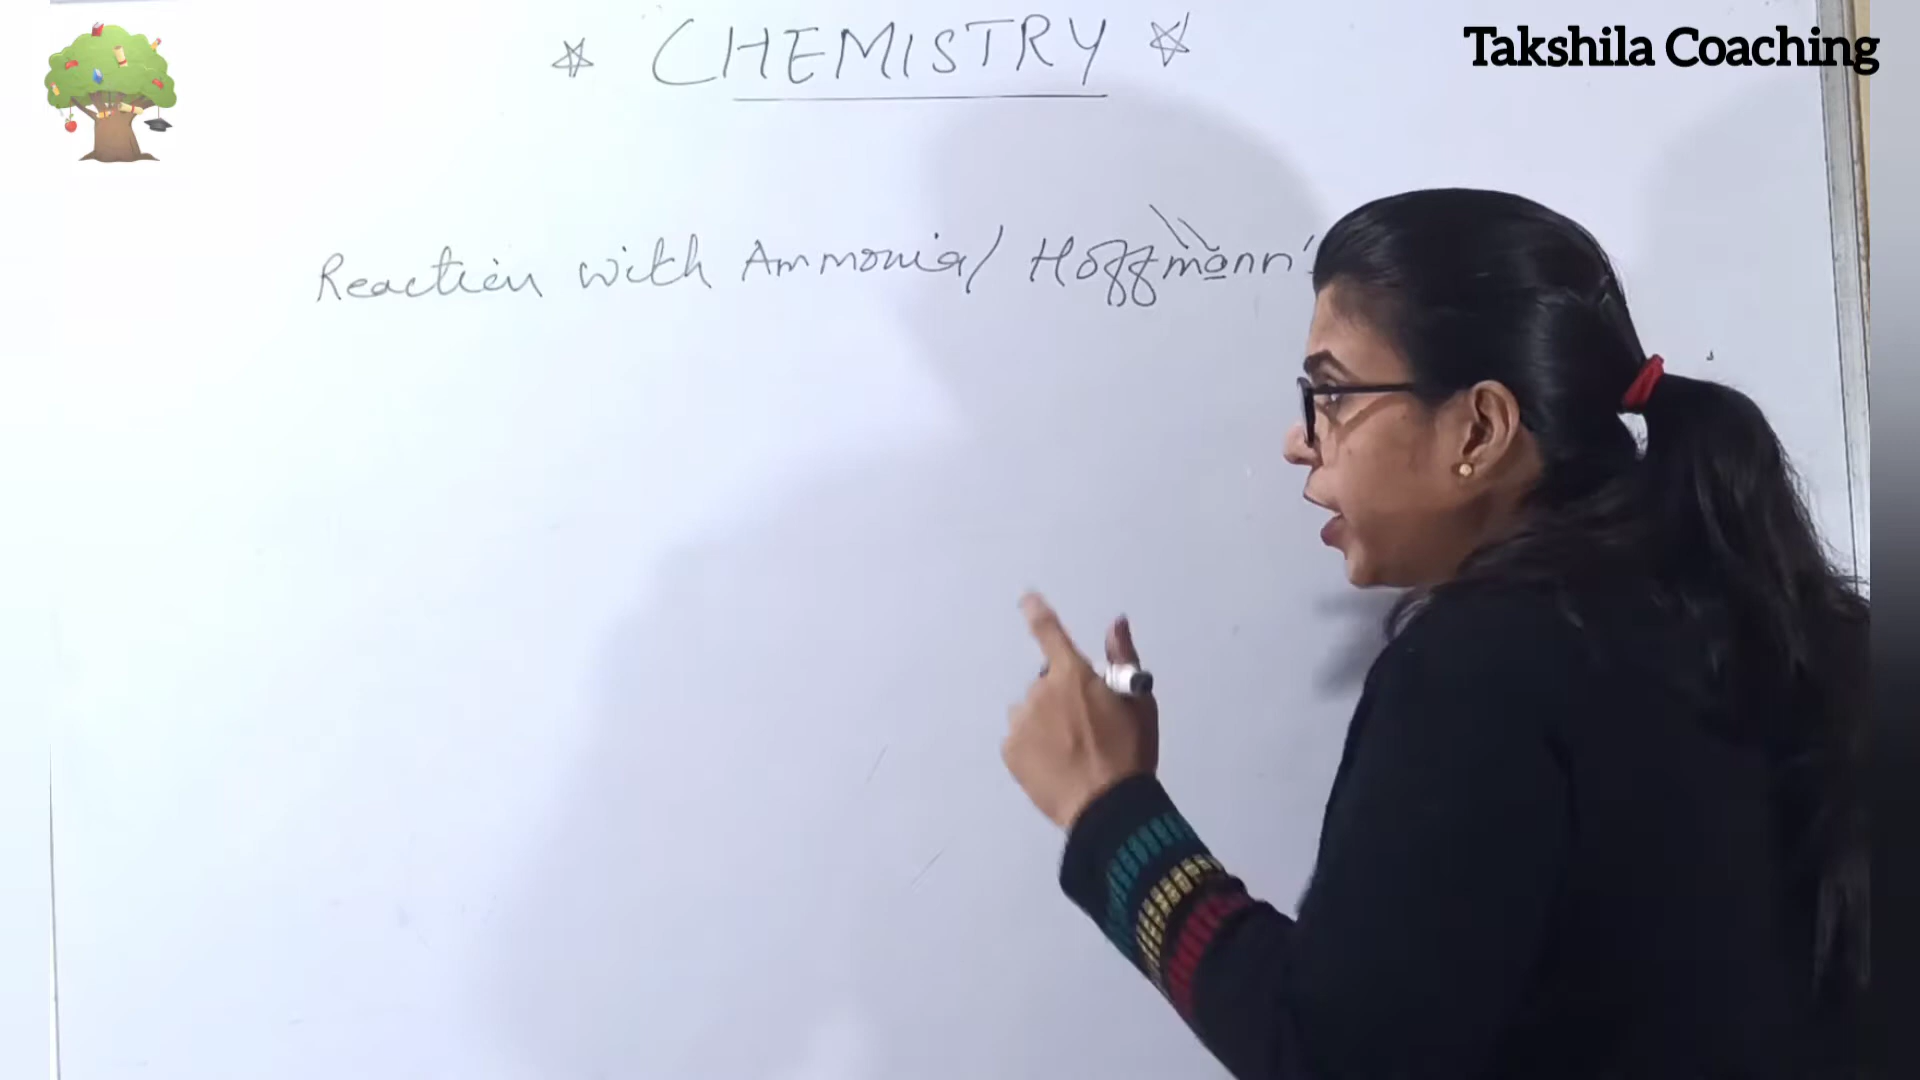 Takshila Coaching
☆ CHEMISTRY ☆
Reaction with Ammonia/ Hoffmann's